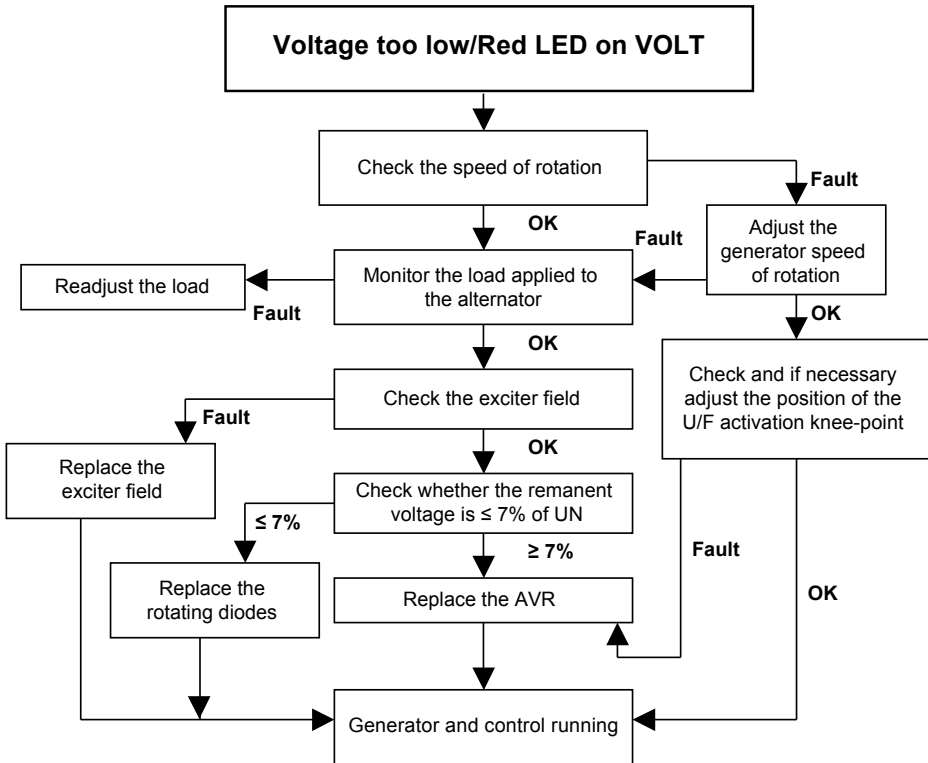 Voltage too low/Red LED on VOLT
Check the speed of rotation
Fault
OK
Adjust the
generator speed
of rotation
Fault
Monitor the load applied to
the alternator
Readjust the load
Fault
OK
OK
Check and if necessary
adjust the position of the
U/F activation knee-point
Check the exciter field
Fault
OK
Replace the
exciter field
Check whether the remanent
voltage is ≤ 7% of UN
≤ 7%
≥ 7%
Fault
OK
Replace the
rotating diodes
Replace the AVR
Generator and control running